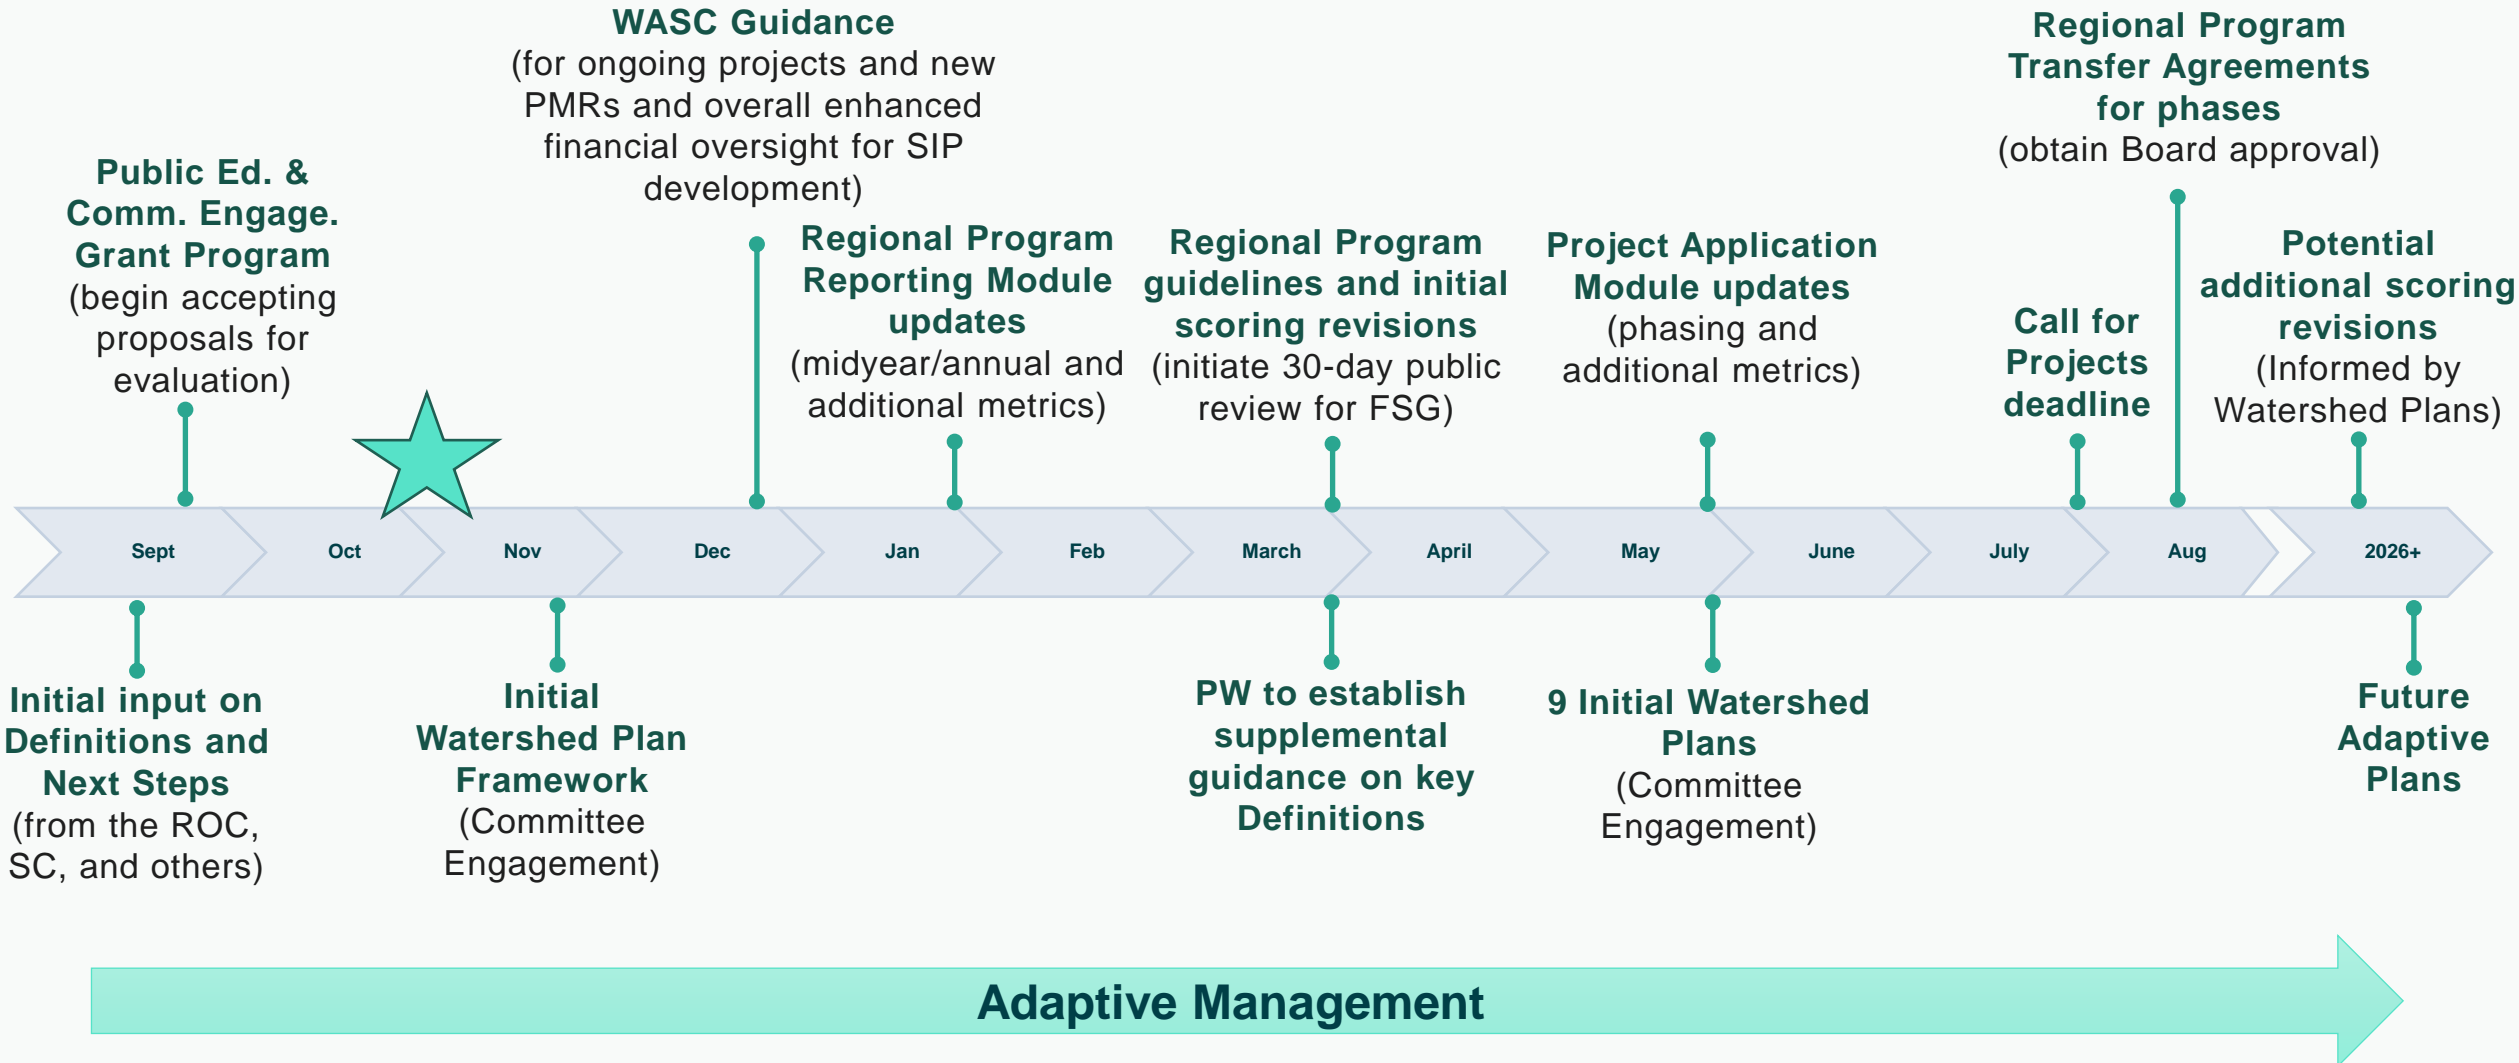 WASC Guidance
(for ongoing projects and new
PMRs and overall enhanced
financial oversight for SIP
development)
Regional Program
Transfer Agreements
for phases
(obtain Board approval)
Public Ed. &
Comm. Engage.
Grant Program
(begin accepting
proposals for
evaluation)
Regional Program
Reporting Module
updates
(midyear/annual and
additional metrics)
Regional Program
guidelines and initial
scoring revisions
(initiate 30-day public
review for FSG)
Project Application
Module updates
(phasing and
additional metrics)
Call for
Projects
deadline
Potential
additional scoring
revisions
(Informed by
Watershed Plans)
Sept
Oct
Nov
Dec
Jan
Feb
March
April
May
June
July
Aug
2026+
Initial input on
Definitions and
Next Steps
(from the ROC,
SC, and others)
Initial
Watershed Plan
Framework
(Committee
Engagement)
PW to establish
supplemental
guidance on key
Definitions
9 Initial Watershed
Plans
(Committee
Engagement)
Future
Adaptive
Plans
Adaptive Management